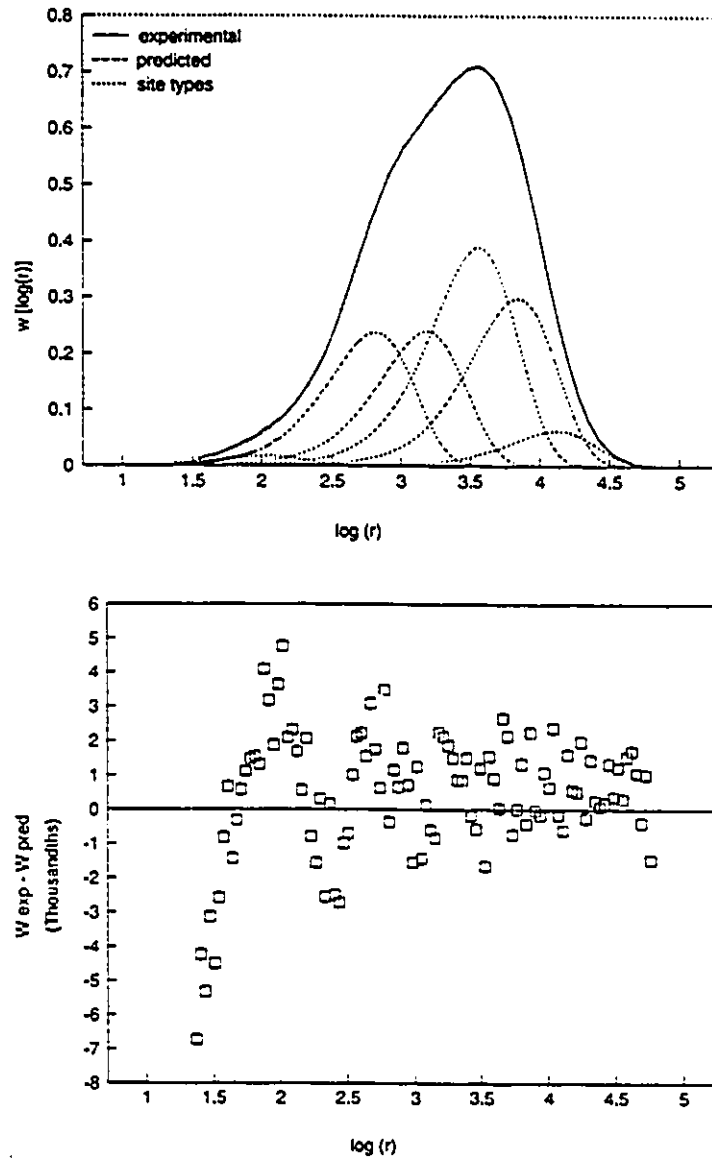 0.8
0.7
0.6
0.5
0.4
0.3
0.2
0.1
0
w [log(r)]
experimental
predicted
site types
1 1.5 2 2.5 3 3.5 4 4.5 5
log (r)
6
5
4
3
2
1
0
-1
-2
-3
-4
-5
-6
-7
-8
W exp - W pred
(Thousandths)
1 1.5 2 2.5 3 3.5 4 4.5 5
log (r)